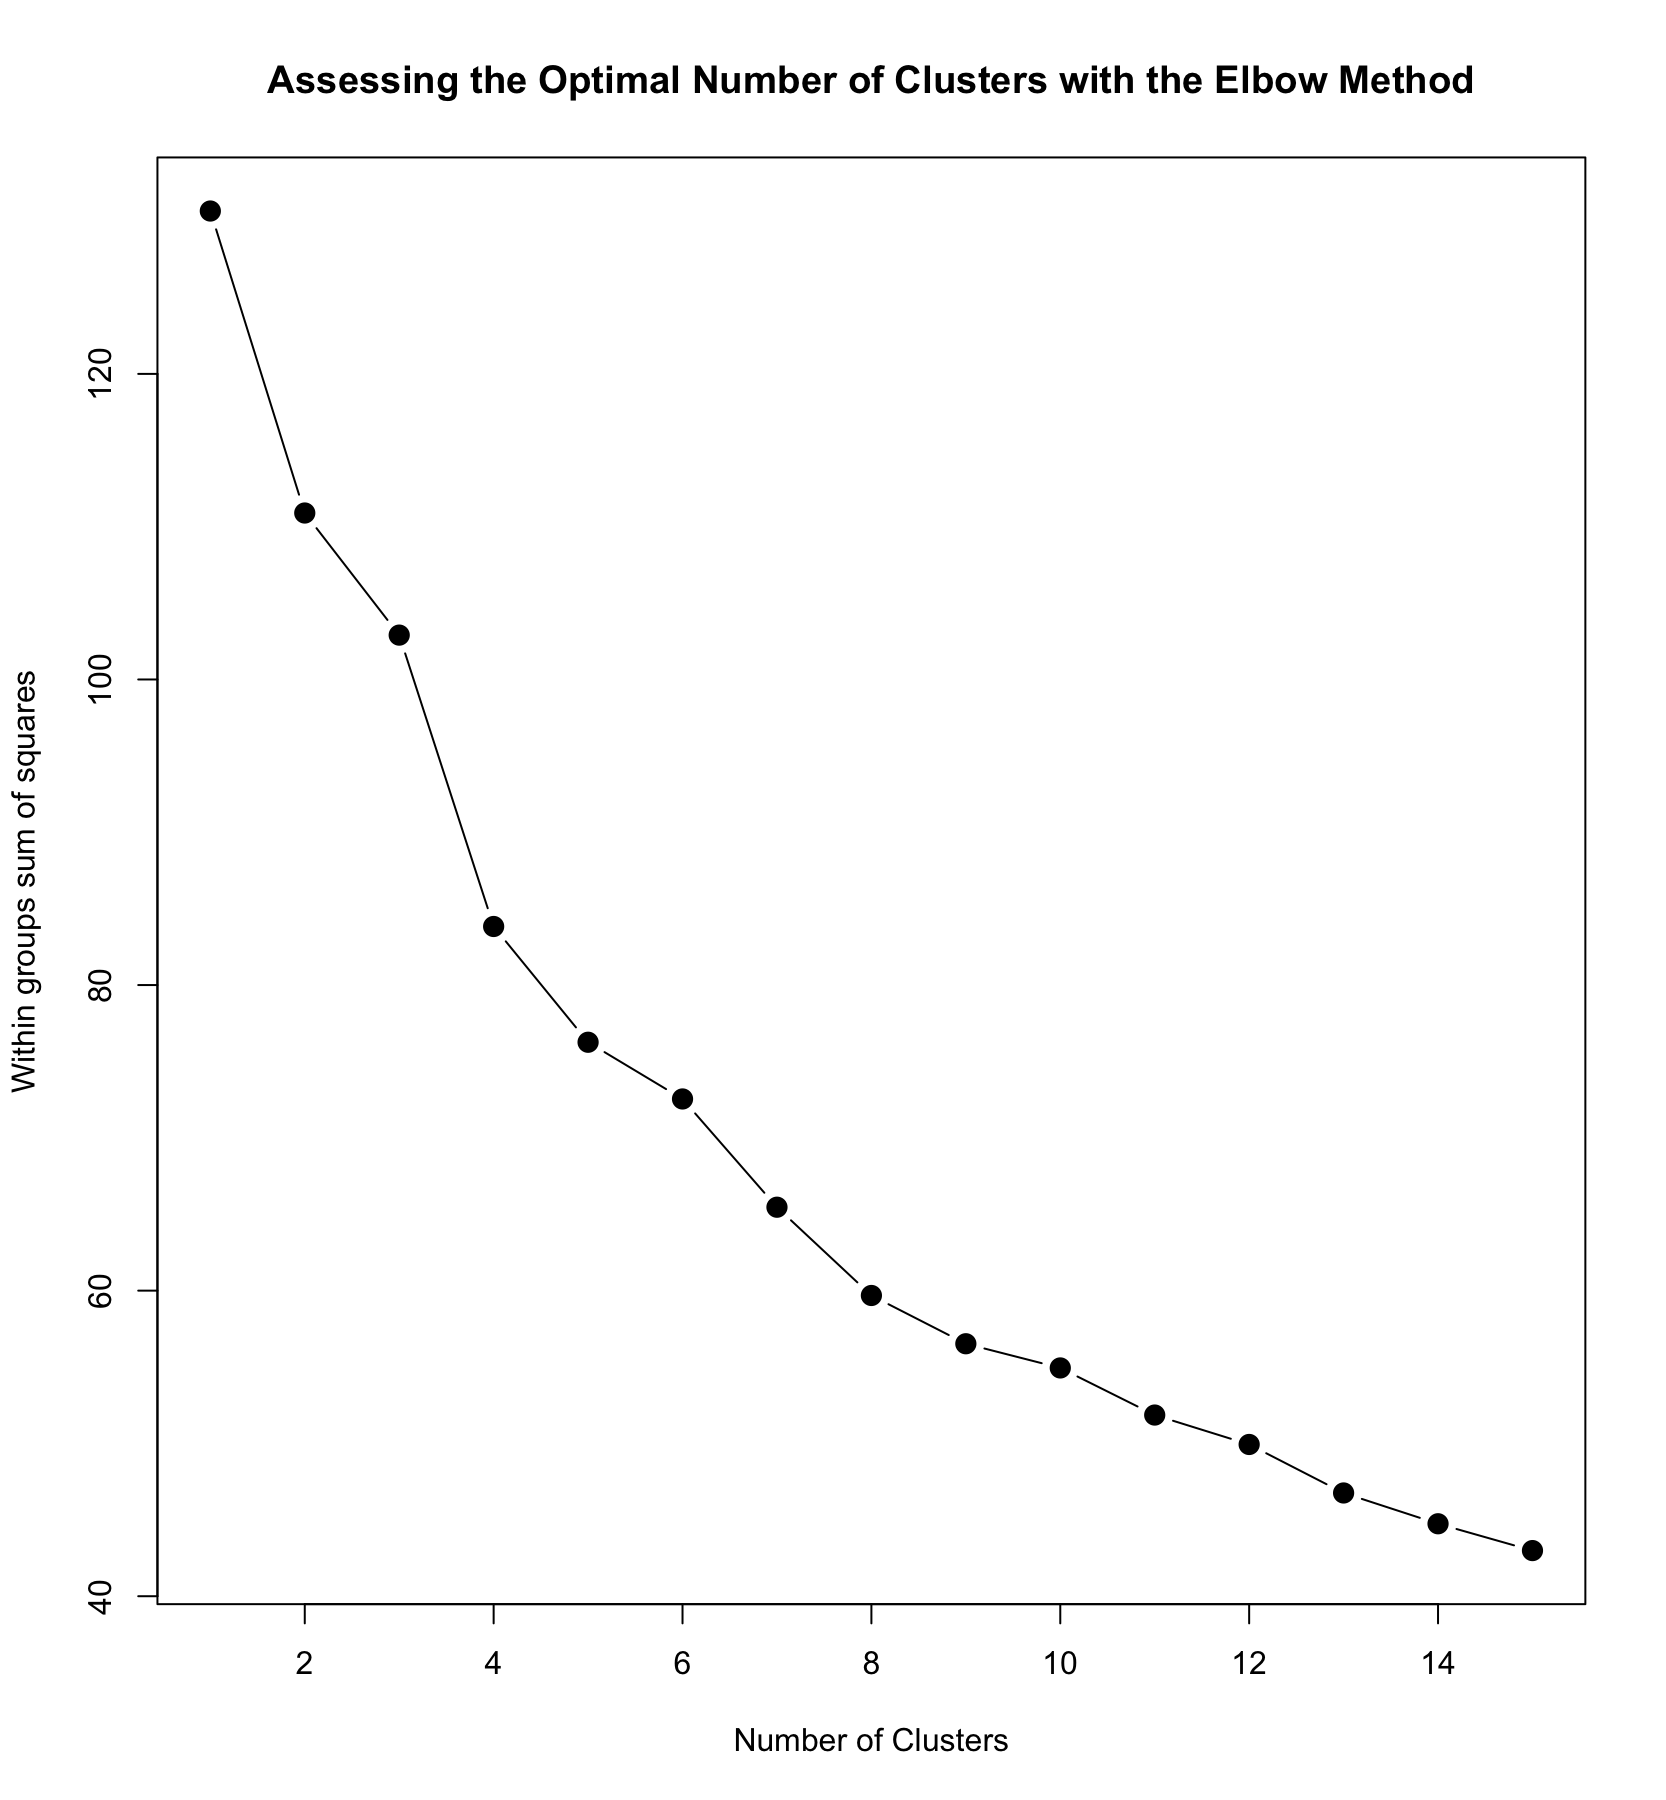 Assessing the Optimal Number of Clusters with the Elbow Method
Within groups sum of squares
120
100
80
60
40
2 4 6 8 10 12 14
Number of Clusters